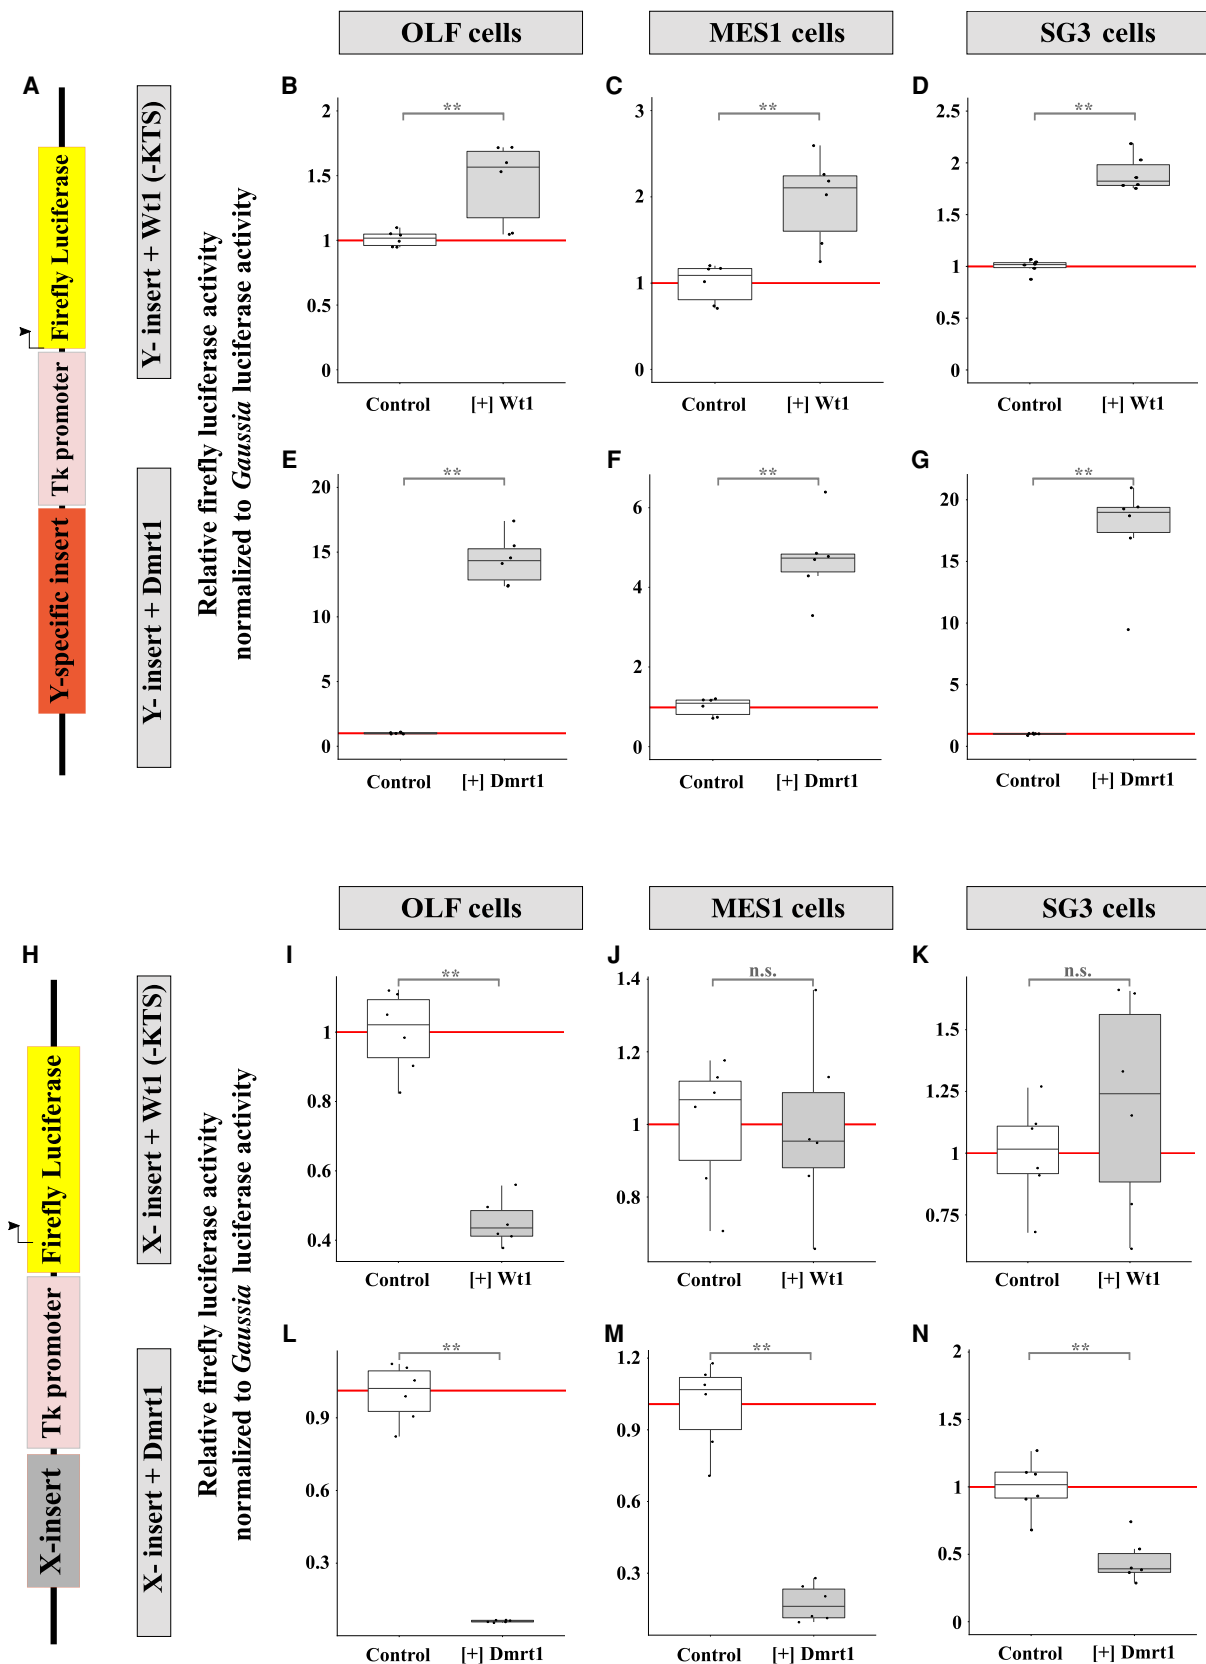 OLF cells
MES1 cells
SG3 cells
A
Firefly Luciferase
Tk promoter
Y-specific insert
Y- insert + Wt1 (-KTS)
Y- insert + Dmrt1
Relative firefly luciferase activity
normalized to Gaussia luciferase activity
B
**
2
1.5
1
0.5
0
Control
[+] Wt1
C
**
3
2
1
0
Control
[+] Wt1
D
**
2.5
2
1.5
1
0.5
0
Control
[+] Wt1
E
**
20
15
10
5
0
Control
[+] Dmrt1
F
**
6
4
2
0
Control
[+] Dmrt1
G
**
20
15
10
5
0
Control
[+] Dmrt1
OLF cells
MES1 cells
SG3 cells
H
Firefly Luciferase
Tk promoter
X-insert
X- insert + Wt1 (-KTS)
X- insert + Dmrt1
Relative firefly luciferase activity
normalized to Gaussia luciferase activity
I
**
1
0.8
0.6
0.4
Control
[+] Wt1
J
n.s.
1.4
1.2
1
0.8
Control
[+] Wt1
K
n.s.
1.5
1.25
1
0.75
Control
[+] Wt1
L
**
0.9
0.6
0.3
Control
[+] Dmrt1
M
**
1.2
0.9
0.6
0.3
Control
[+] Dmrt1
N
**
2
1.5
1
0.5
0
Control
[+] Dmrt1